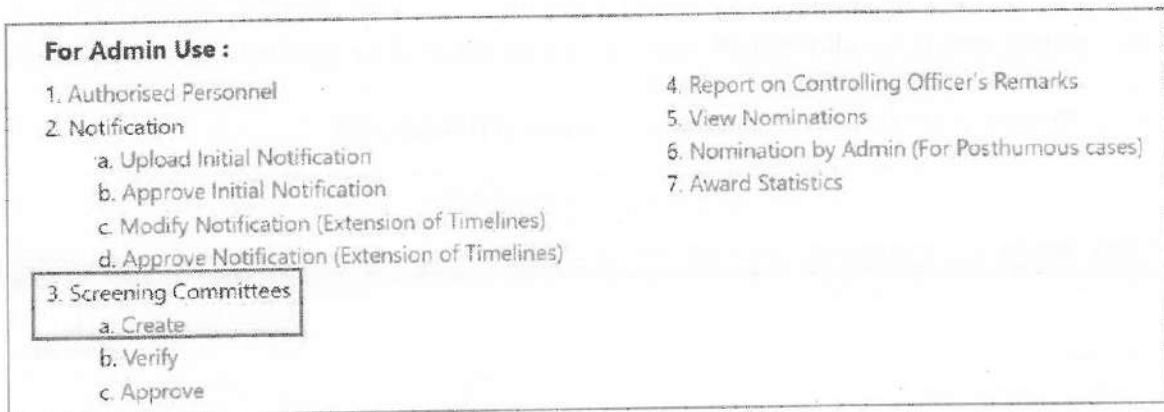 For Admin Use :
1. Authorised Personnel
2. Notification
a. Upload Initial Notification
b. Approve Initial Notification
c. Modify Notification (Extension of Timelines)
d. Approve Notification (Extension of Timelines)
3. Screening Committees
a. Create
b. Verify
c. Approve
4. Report on Controlling Officer's Remarks
5. View Nominations
6. Nomination by Admin (For Posthumous cases)
7. Award Statistics